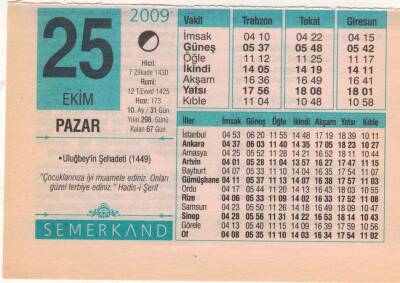 2009
25
EKİM
PAZAR
Hicri:
7 Zilkade 1430
Rumi:
12 T.Evvel 1425
Hızır: 173
10. Ay / 31 Gün
Yılın 298. Günü
Kalan 67 Gün
• Uluğbey'in Şehadeti (1449)
"Çocuklarınıza iyi muamele ediniz. Onları
güzel terbiye ediniz." Hadis-i Şerif
SEMERKAND
Vakit Trabzon Tokat Giresun
İmsak 04 10 04 22 04 15
Güneş 05 37 05 48 05 42
Öğle 11 12 11 25 11 17
İkindi 14 05 14 19 14 11
Akşam 16 36 16 51 16 41
Yatsı 17 56 18 08 18 01
Kıble 11 04 10 48 10 58
İller İmsak Güneş Öğle İkindi Akşam Yatsı Kıble
İstanbul 04 53 06 20 11 55 14 48 17 19 18 39 10 11
Ankara 04 37 06 03 11 40 14 35 17 05 18 23 10 27
Amasya 04 25 05 52 11 28 14 21 16 52 18 11 10 44
Artvin 04 01 05 28 11 04 13 57 16 27 17 47 11 16
Bayburt 04 07 05 33 11 10 14 04 16 35 17 53 11 06
Gümüşhane 04 11 05 37 11 13 14 07 16 38 17 57 11 03
Ordu 04 17 05 44 11 20 14 13 16 44 18 03 10 55
Rize 04 06 05 33 11 09 14 02 16 32 17 52 11 08
Samsun 04 23 05 50 11 26 14 18 16 49 18 09 10 47
Sinop 04 28 05 56 11 31 14 22 16 53 18 14 10 43
Görele 04 13 05 40 11 16 14 09 16 40 17 59 10 59
Of 04 08 05 35 11 10 14 03 16 34 17 54 11 02